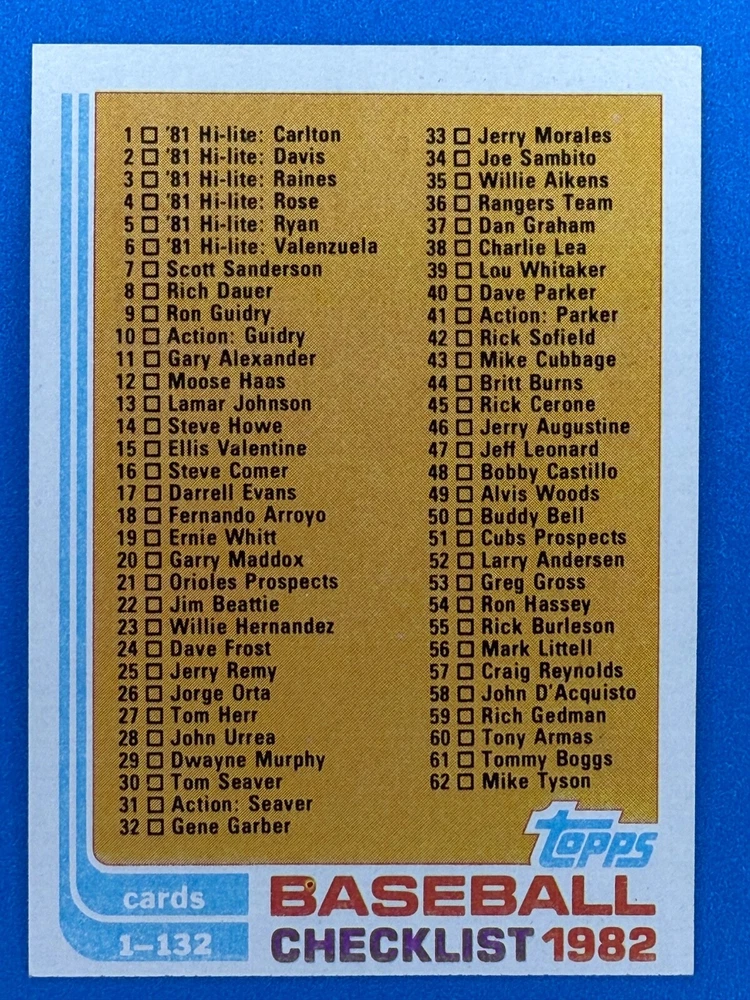 1 □ '81 Hi-lite: Carlton
2 □ '81 Hi-lite: Davis
3 □ '81 Hi-lite: Raines
4 □ '81 Hi-lite: Rose
5 □ '81 Hi-lite: Ryan
6 □ '81 Hi-lite: Valenzuela
7 □ Scott Sanderson
8 □ Rich Dauer
9 □ Ron Guidry
10 □ Action: Guidry
11 □ Gary Alexander
12 □ Moose Haas
13 □ Lamar Johnson
14 □ Steve Howe
15 □ Ellis Valentine
16 □ Steve Comer
17 □ Darrell Evans
18 □ Fernando Arroyo
19 □ Ernie Whitt
20 □ Garry Maddox
21 □ Orioles Prospects
22 □ Jim Beattie
23 □ Willie Hernandez
24 □ Dave Frost
25 □ Jerry Remy
26 □ Jorge Orta
27 □ Tom Herr
28 □ John Urrea
29 □ Dwayne Murphy
30 □ Tom Seaver
31 □ Action: Seaver
32 □ Gene Garber
33 □ Jerry Morales
34 □ Joe Sambito
35 □ Willie Aikens
36 □ Rangers Team
37 □ Dan Graham
38 □ Charlie Lea
39 □ Lou Whitaker
40 □ Dave Parker
41 □ Action: Parker
42 □ Rick Sofield
43 □ Mike Cubbage
44 □ Britt Burns
45 □ Rick Cerone
46 □ Jerry Augustine
47 □ Jeff Leonard
48 □ Bobby Castillo
49 □ Alvis Woods
50 □ Buddy Bell
51 □ Cubs Prospects
52 □ Larry Andersen
53 □ Greg Gross
54 □ Ron Hassey
55 □ Rick Burleson
56 □ Mark Littell
57 □ Craig Reynolds
58 □ John D'Acquisto
59 □ Rich Gedman
60 □ Tony Armas
61 □ Tommy Boggs
62 □ Mike Tyson
topps
cards
1–132
BASEBALL
CHECKLIST 1982